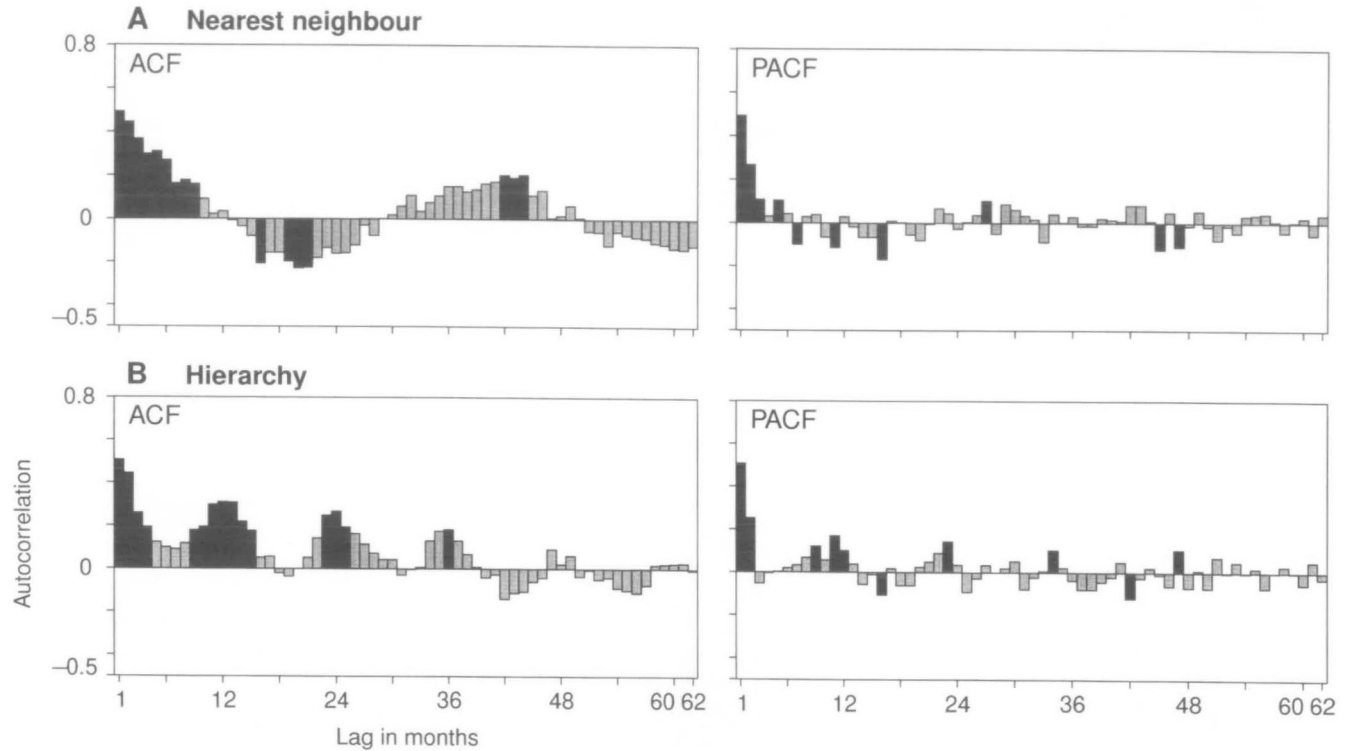 A Nearest neighbour
0.8
ACF
PACF
0
−0.5
B Hierarchy
0.8
ACF
PACF
0
−0.5
Autocorrelation
1 12 24 36 48 60 62
1 12 24 36 48 60 62
Lag in months